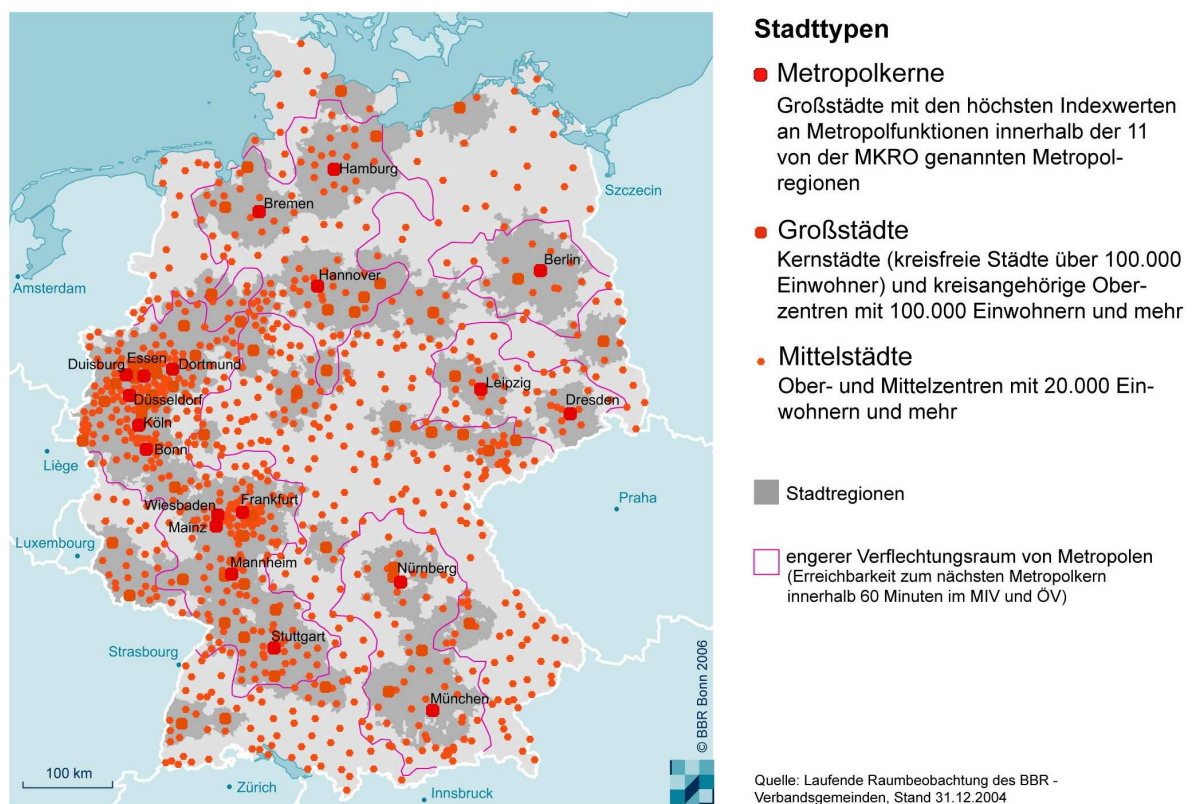 Hamburg
Szczecin
Bremen
Berlin
Hannover
Amsterdam
Essen
Duisburg
Dortmund
Leipzig
Düsseldorf
Dresden
Köln
Bonn
Liège
Praha
Wiesbaden
Frankfurt
Mainz
Luxembourg
Mannheim
Nürnberg
Stuttgart
Strasbourg
München
100 km
Zürich
Innsbruck
© BBR Bonn 2006
Stadttypen
Metropolkerne
Großstädte mit den höchsten Indexwerten
an Metropolfunktionen innerhalb der 11
von der MKRO genannten Metropol-
regionen
Großstädte
Kernstädte (kreisfreie Städte über 100.000
Einwohner) und kreisangehörige Ober-
zentren mit 100.000 Einwohnern und mehr
Mittelstädte
Ober- und Mittelzentren mit 20.000 Ein-
wohnern und mehr
Stadtregionen
engerer Verflechtungsraum von Metropolen
(Erreichbarkeit zum nächsten Metropolkern
innerhalb 60 Minuten im MIV und ÖV)
Quelle: Laufende Raumbeobachtung des BBR -
Verbandsgemeinden, Stand 31.12.2004